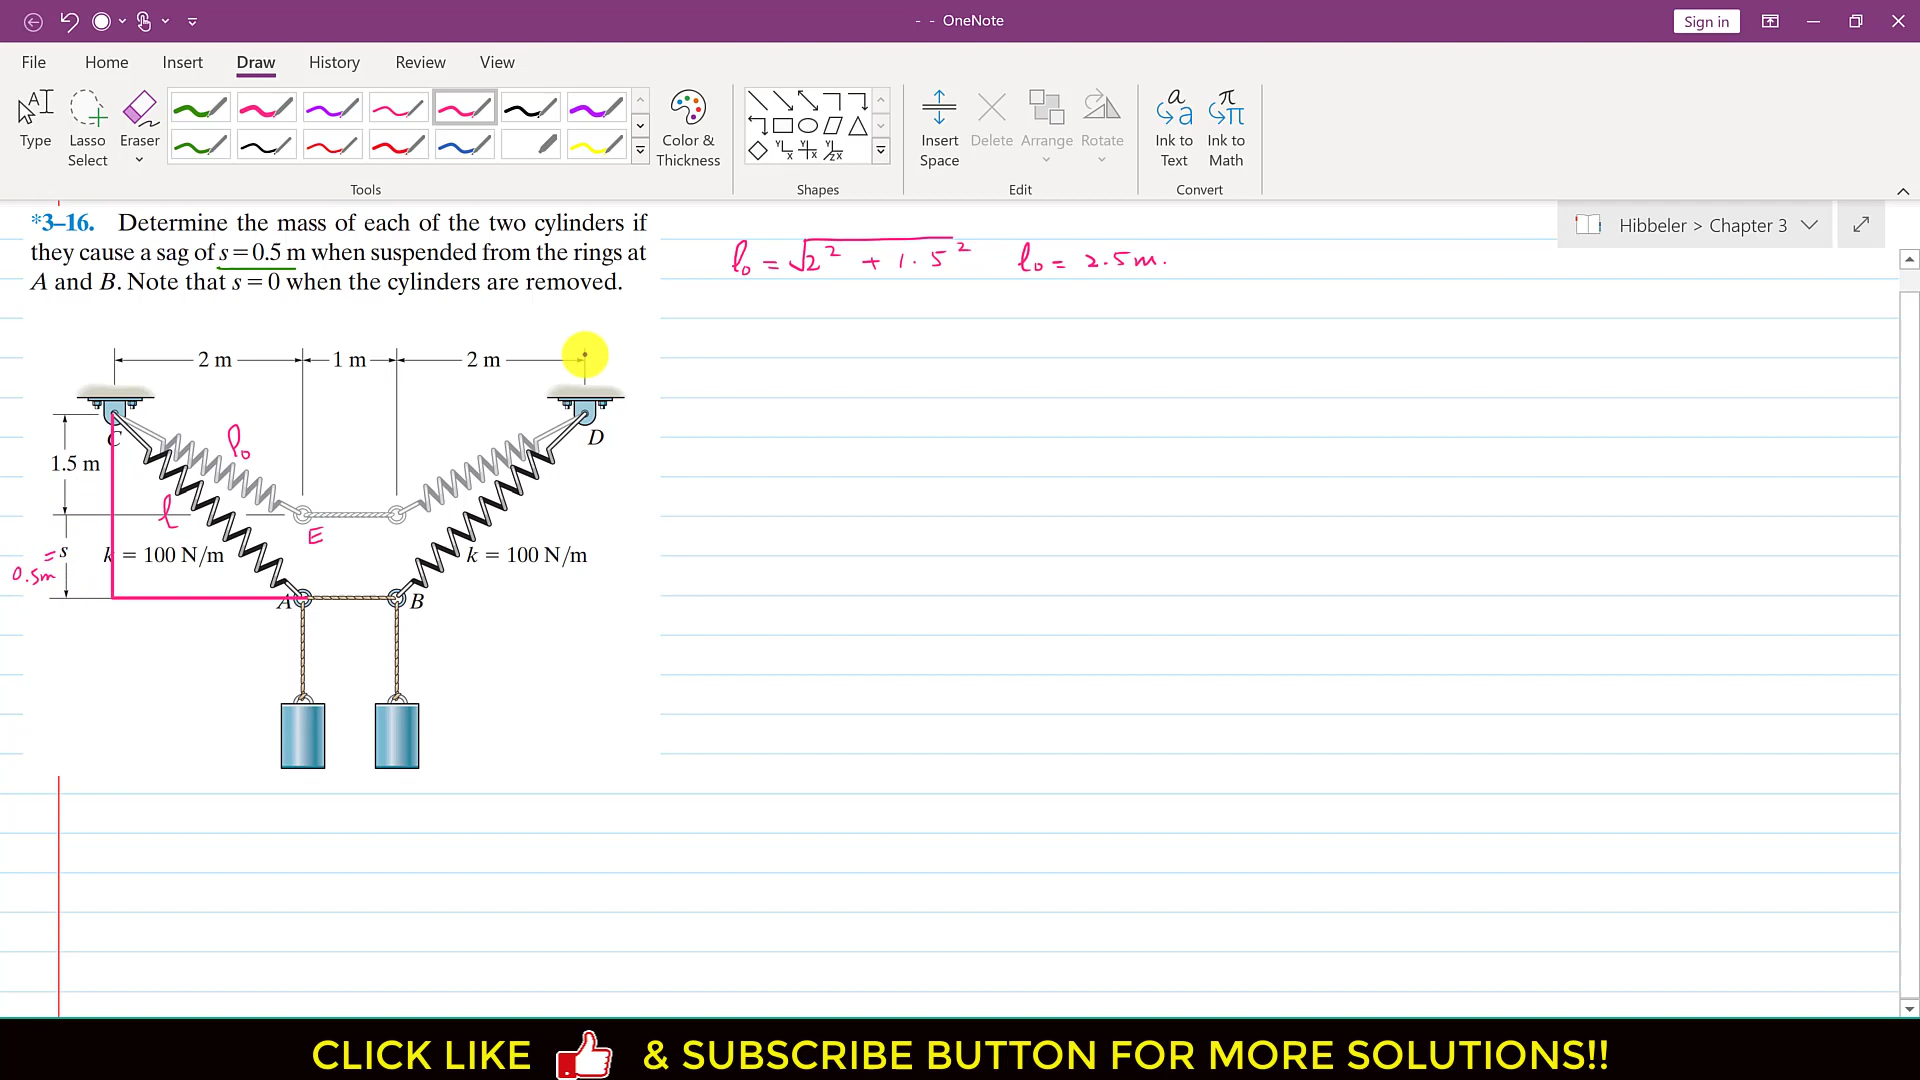 - - OneNote
Sign in
File Home Insert Draw History Review View
Type
Lasso Select
Eraser
Color & Thickness
Insert Space
Delete
Arrange
Rotate
Ink to Text
Ink to Math
Tools
Shapes
Edit
Convert
Hibbeler > Chapter 3
*3–16. Determine the mass of each of the two cylinders if
they cause a sag of s = 0.5 m when suspended from the rings at
A and B. Note that s = 0 when the cylinders are removed.
l₀ = √2² + 1.5² l₀ = 2.5m.
2 m 1 m 2 m
C
D
l₀
1.5 m
l
E
= s
0.5m
k = 100 N/m
k = 100 N/m
A
B
CLICK LIKE & SUBSCRIBE BUTTON FOR MORE SOLUTIONS!!